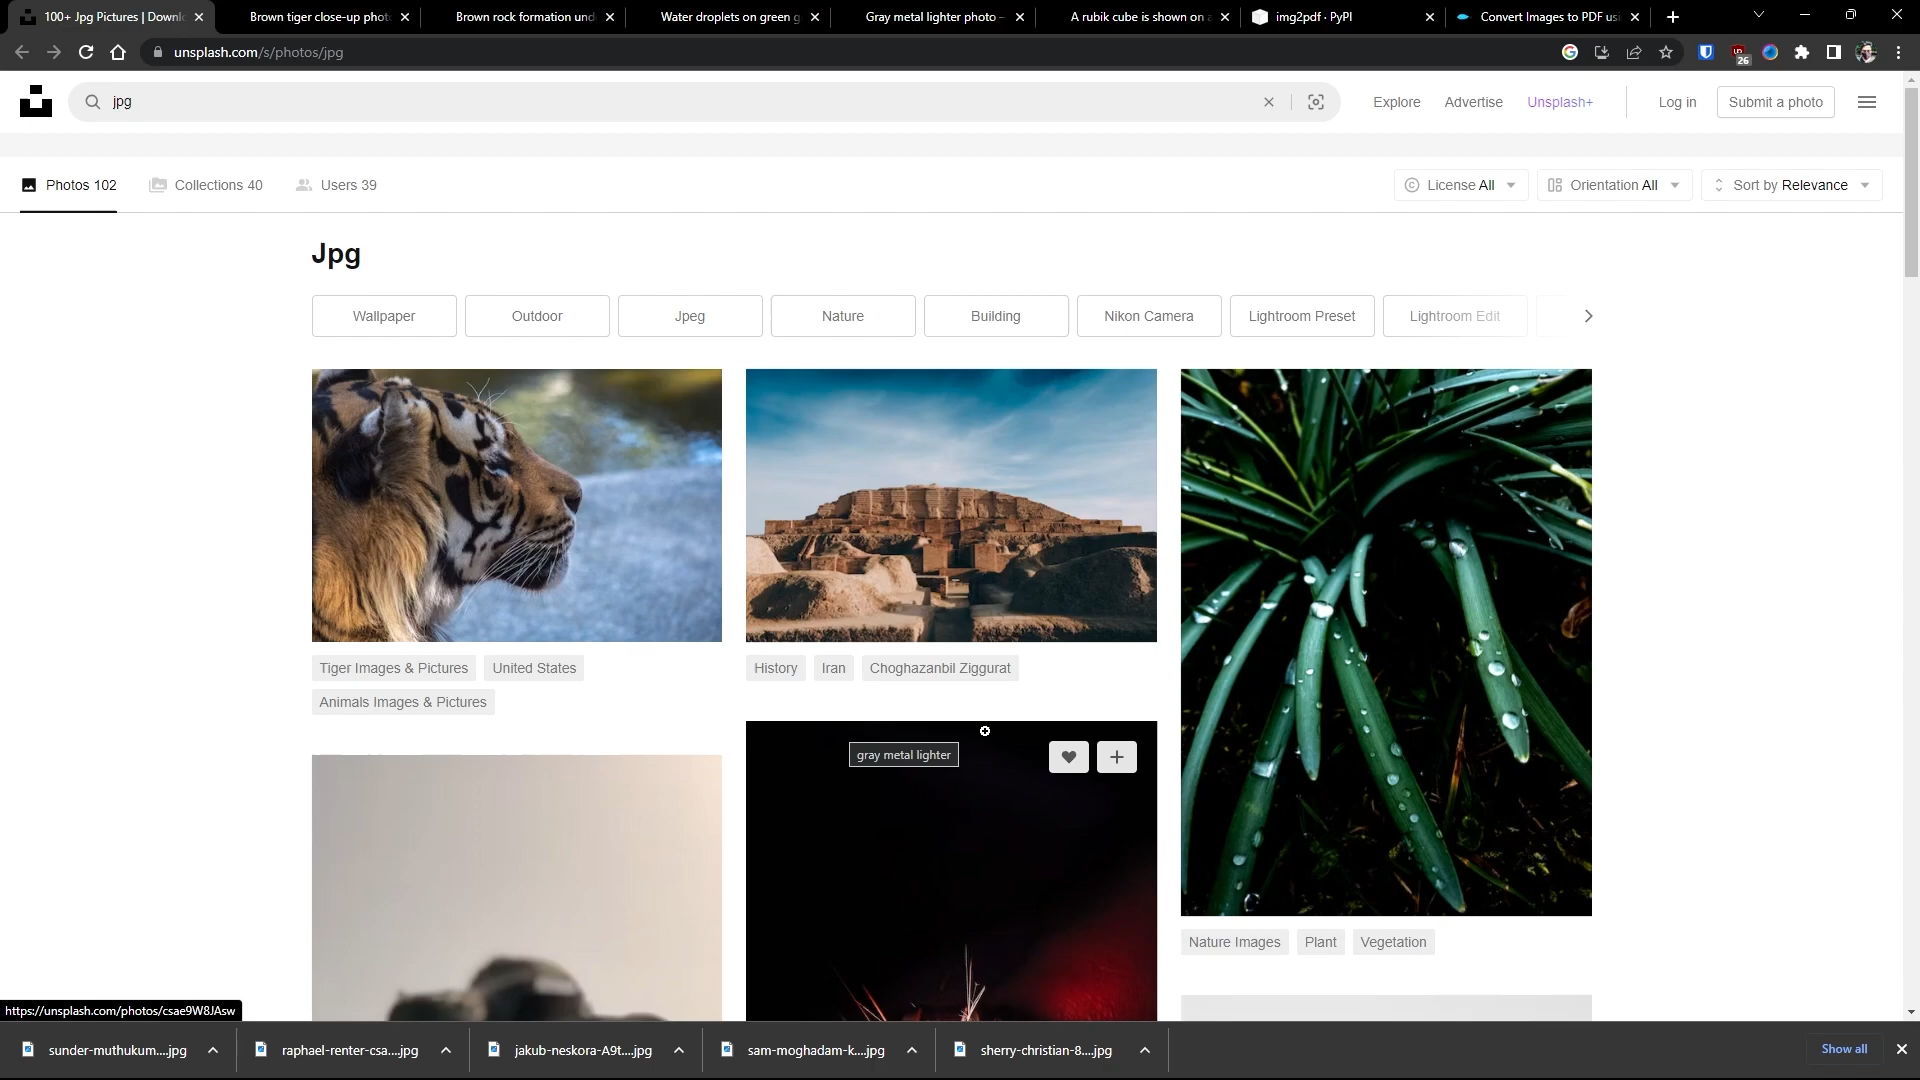 100+ Jpg Pictures | Downlo
Brown tiger close-up phot
Brown rock formation und
Water droplets on green g
Gray metal lighter photo –
A rubik cube is shown on a
img2pdf · PyPI
Convert Images to PDF usi
unsplash.com/s/photos/jpg
26
jpg
Explore
Advertise
Unsplash+
Log in
Submit a photo
Photos 102
Collections 40
Users 39
License All
Orientation All
Sort by Relevance
Jpg
Wallpaper
Outdoor
Jpeg
Nature
Building
Nikon Camera
Lightroom Preset
Lightroom Edit
Tiger Images & Pictures
United States
Animals Images & Pictures
History
Iran
Choghazanbil Ziggurat
gray metal lighter
Nature Images
Plant
Vegetation
https://unsplash.com/photos/csae9W8JAsw
sunder-muthukum....jpg
raphael-renter-csa....jpg
jakub-neskora-A9t....jpg
sam-moghadam-k....jpg
sherry-christian-8....jpg
Show all